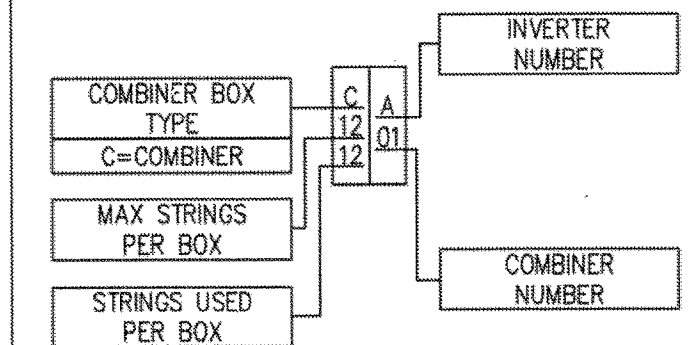 COMBINER BOX
TYPE
C=COMBINER
MAX STRINGS
PER BOX
STRINGS USED
PER BOX
C
12
12
A
01
INVERTER
NUMBER
COMBINER
NUMBER